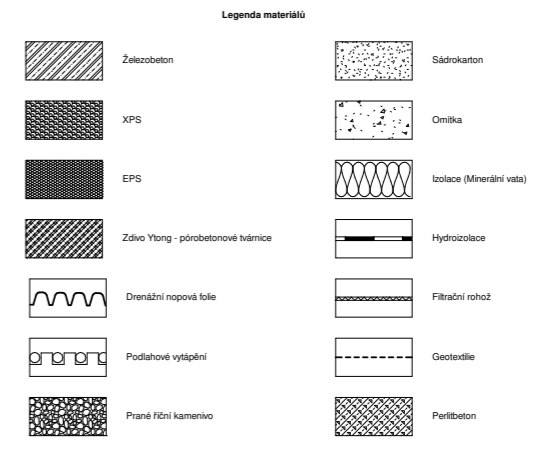 Legenda materiálů
Železobeton
Sádrokarton
XPS
Omítka
EPS
Izolace (Minerální vata)
Zdivo Ytong - pórobetonové tvárnice
Hydroizolace
Drenážní nopová folie
Filtrační rohož
Podlahové vytápění
Geotextilie
Prané říční kamenivo
Perlitbeton